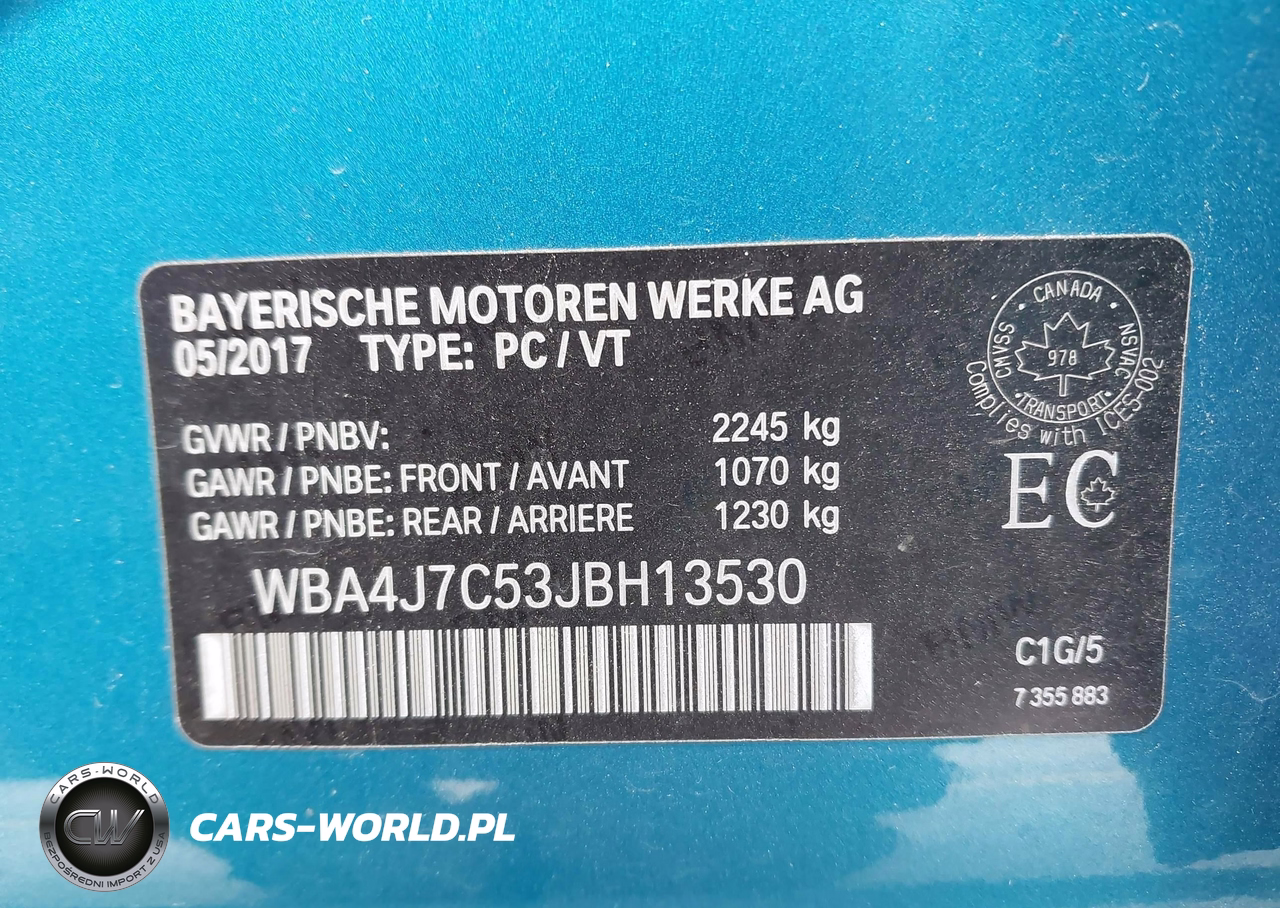 BAYERISCHE MOTOREN WERKE AG
05/2017 TYPE: PC / VT
GVWR / PNBV: 2245 kg
GAWR / PNBE: FRONT / AVANT 1070 kg
GAWR / PNBE: REAR / ARRIERE 1230 kg
WBA4J7C53JBH13530
CANADA
CMVSS
978
NSVAC
TRANSPORT
Complies with ICES-002
EC
C1G/5
7 355 883
CARS-WORLD
CW
BEZPOŚREDNI IMPORT Z USA
CARS-WORLD.PL